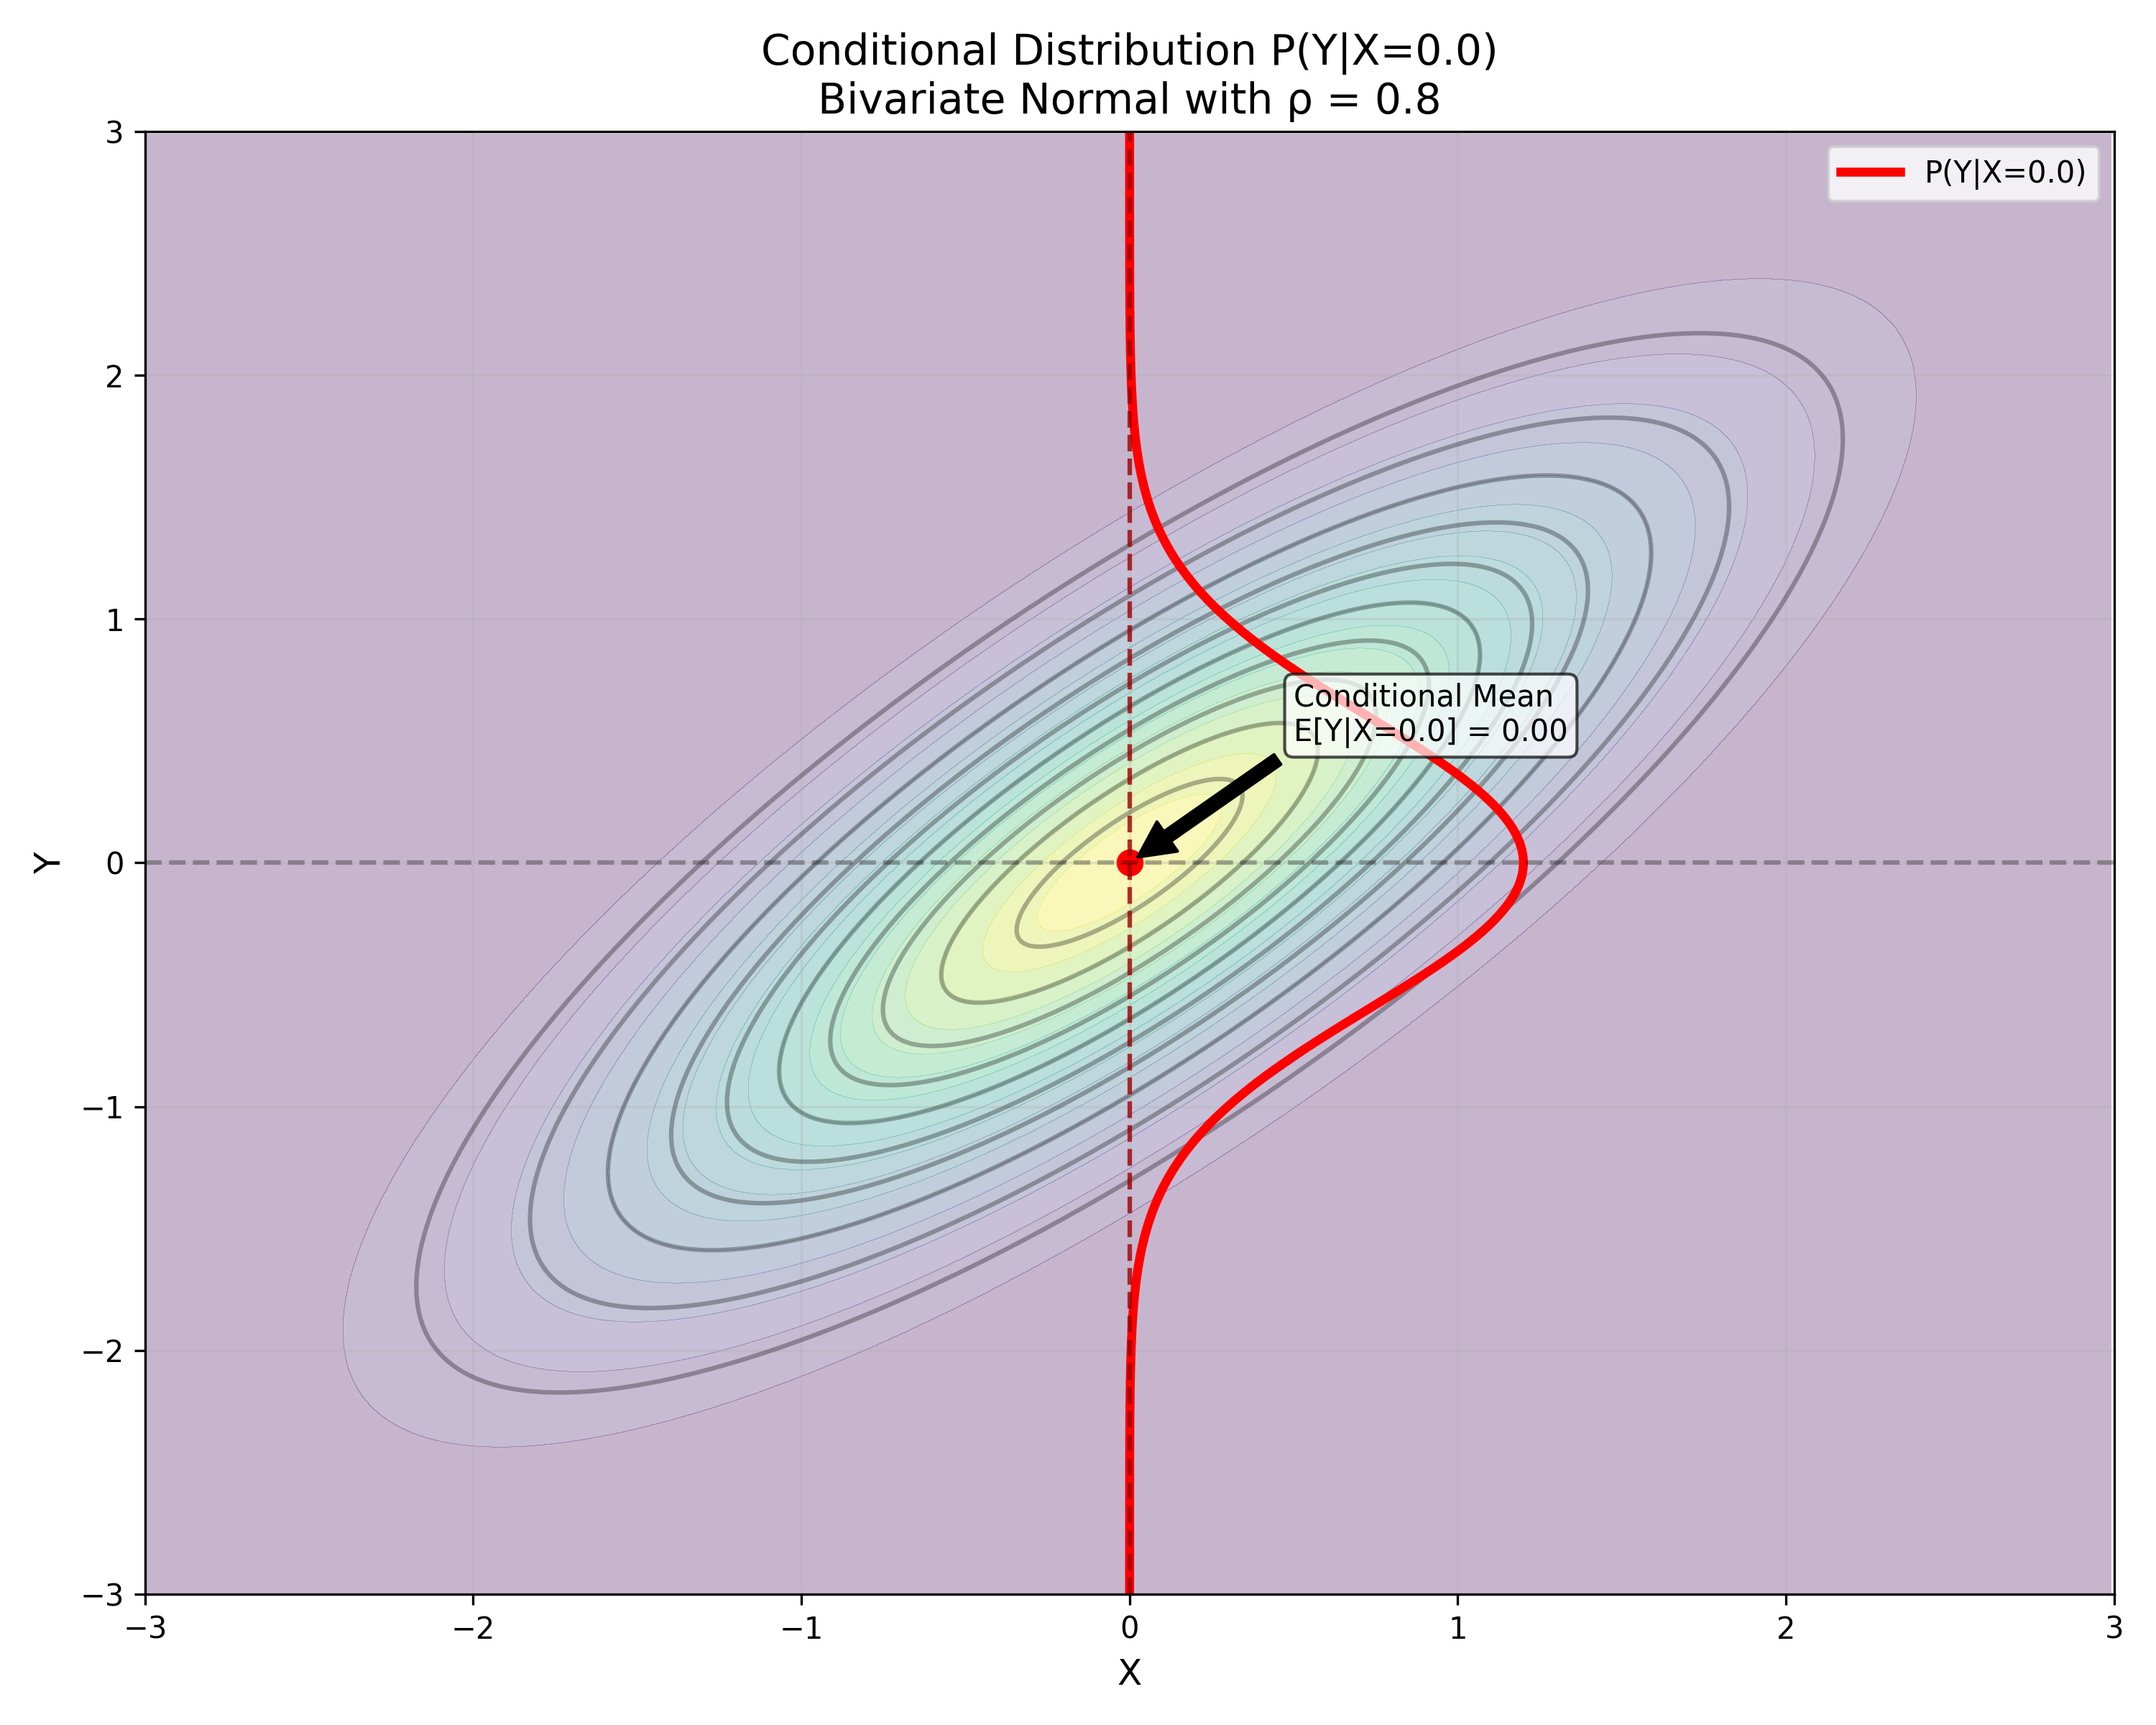 Conditional Distribution P(Y|X=0.0)
Bivariate Normal with ρ = 0.8
P(Y|X=0.0)
Conditional Mean
E[Y|X=0.0] = 0.00
Y
3
2
1
0
−1
−2
−3
−3 −2 −1 0 1 2 3
X